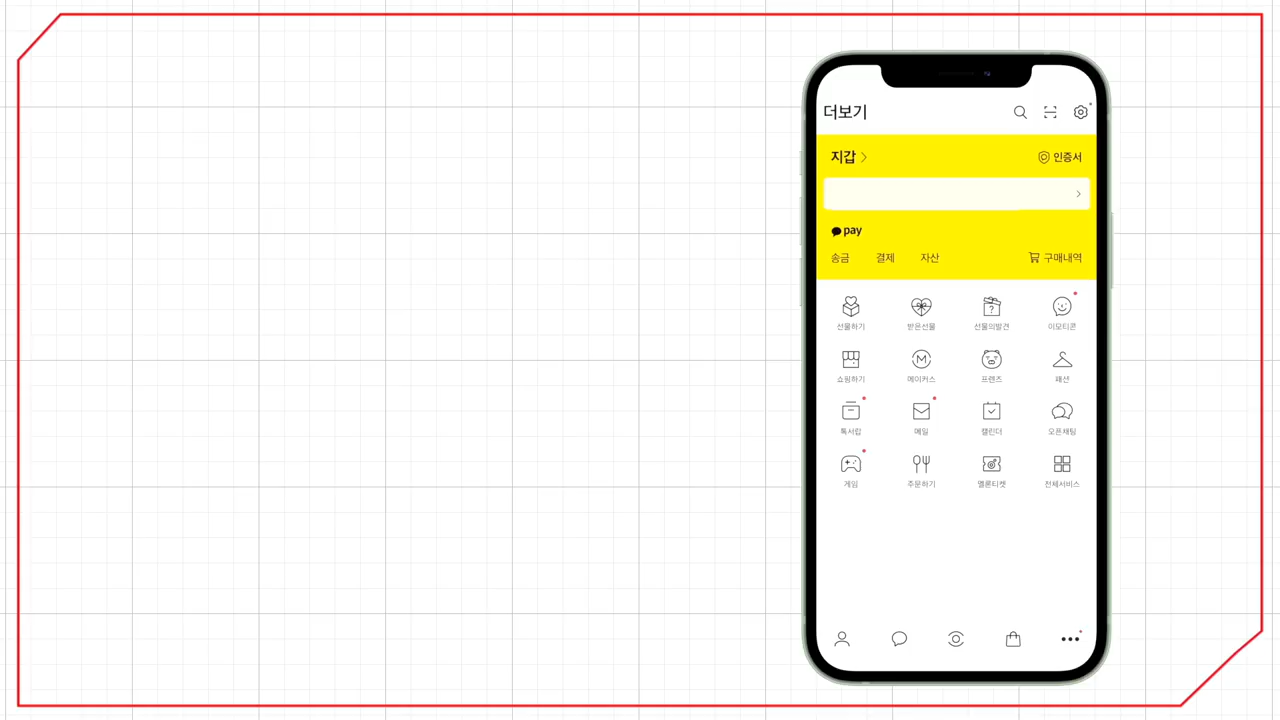 더보기
지갑 인증서
pay
송금 결제 자산 구매내역
선물하기 받은선물 선물의발견 이모티콘
쇼핑하기 메이커스 프렌즈 패션
톡서랍 메일 캘린더 오픈채팅
게임 주문하기 멜론티켓 전체서비스